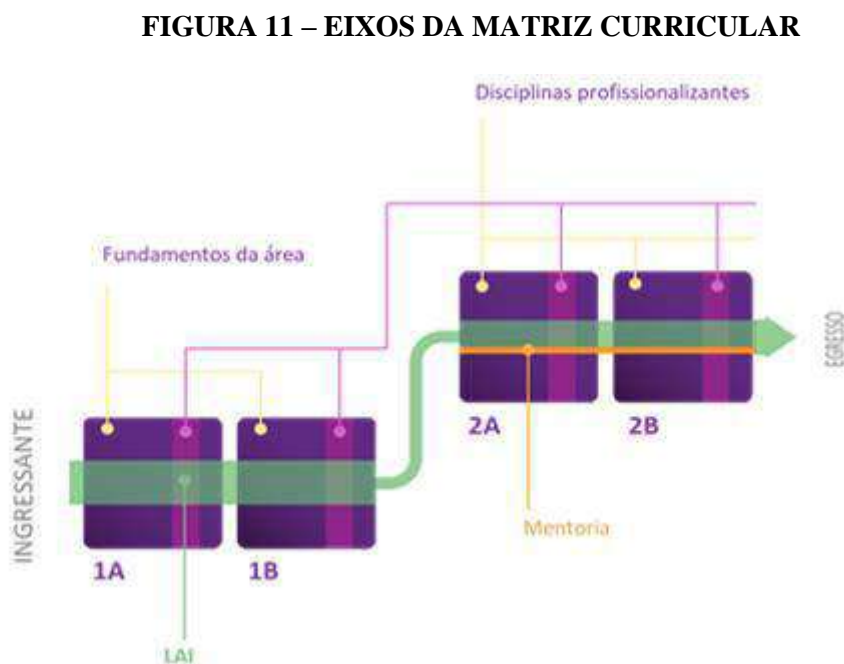 FIGURA 11 – EIXOS DA MATRIZ CURRICULAR
Disciplinas profissionalizantes
Fundamentos da área
EGRESSO
INGRESSANTE
2A
2B
Mentoria
1A
1B
LAI